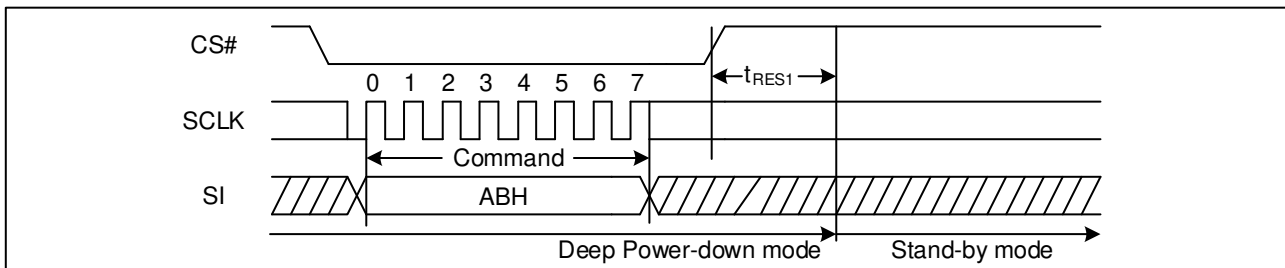 CS#
tRES1
0 1 2 3 4 5 6 7
SCLK
Command
SI
ABH
Deep Power-down mode Stand-by mode